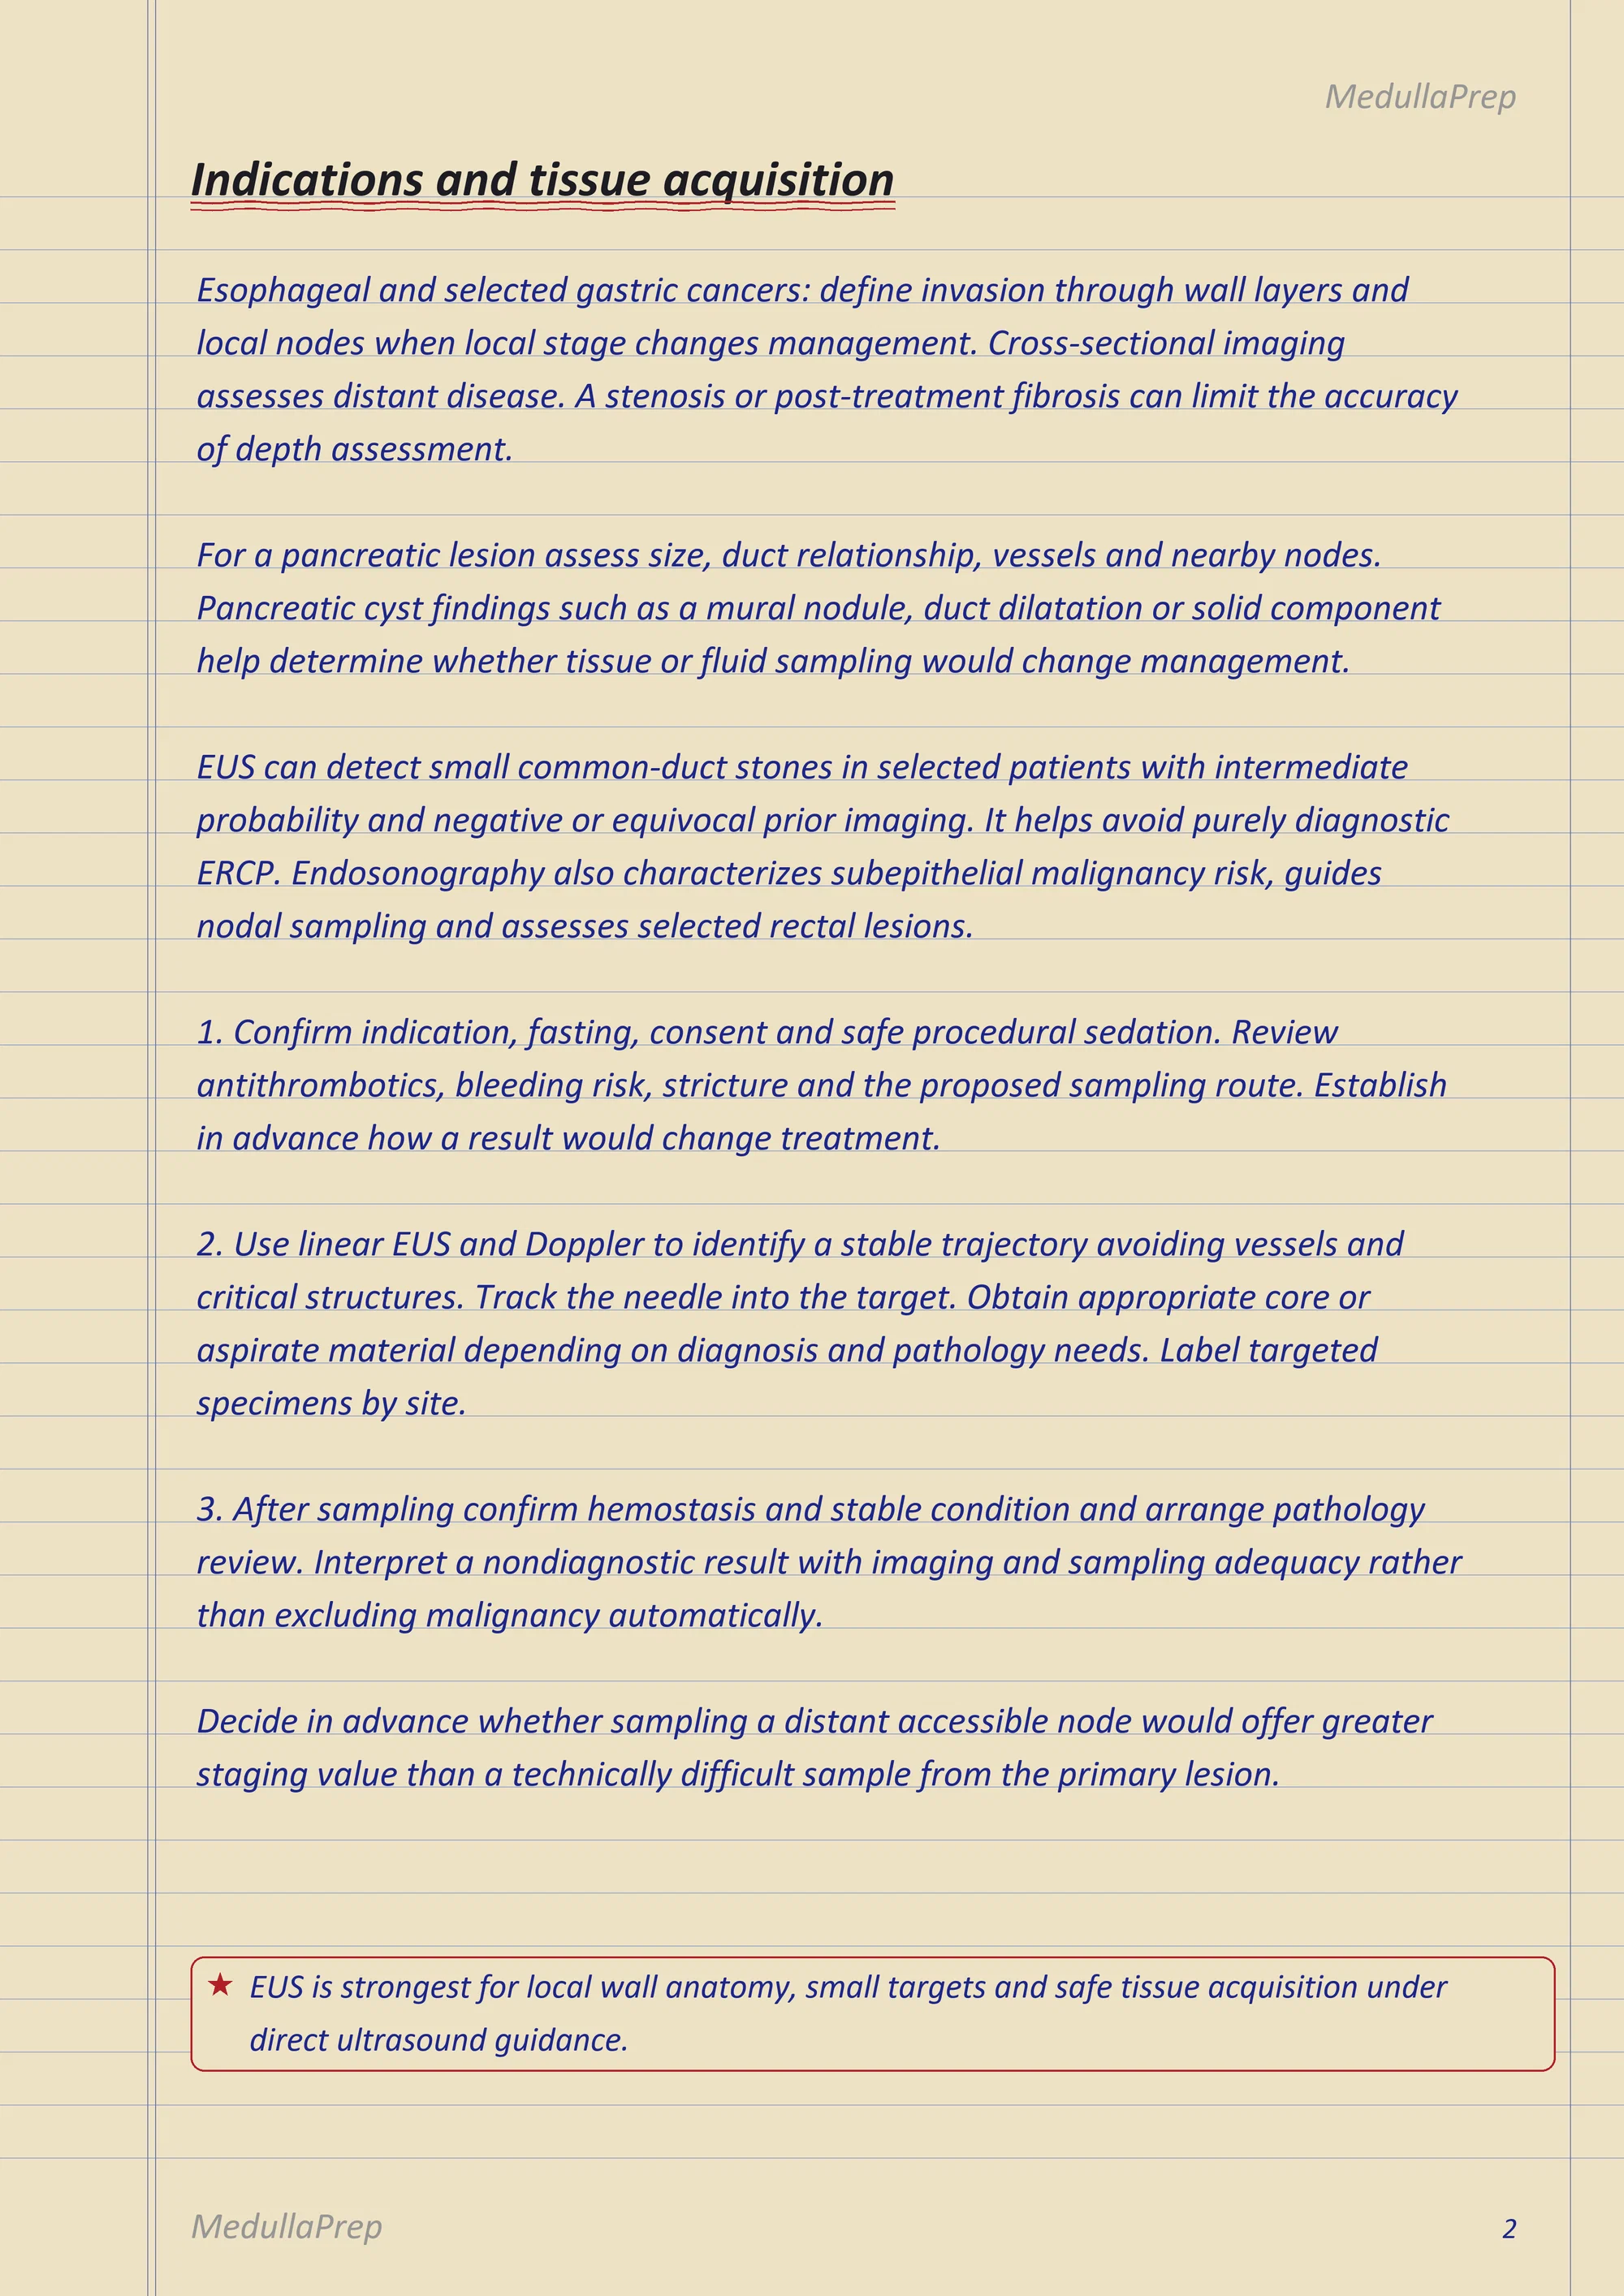 MedullaPrep
Indications and tissue acquisition
Esophageal and selected gastric cancers: define invasion through wall layers and
local nodes when local stage changes management. Cross-sectional imaging
assesses distant disease. A stenosis or post-treatment fibrosis can limit the accuracy
of depth assessment.
For a pancreatic lesion assess size, duct relationship, vessels and nearby nodes.
Pancreatic cyst findings such as a mural nodule, duct dilatation or solid component
help determine whether tissue or fluid sampling would change management.
EUS can detect small common-duct stones in selected patients with intermediate
probability and negative or equivocal prior imaging. It helps avoid purely diagnostic
ERCP. Endosonography also characterizes subepithelial malignancy risk, guides
nodal sampling and assesses selected rectal lesions.
1. Confirm indication, fasting, consent and safe procedural sedation. Review
antithrombotics, bleeding risk, stricture and the proposed sampling route. Establish
in advance how a result would change treatment.
2. Use linear EUS and Doppler to identify a stable trajectory avoiding vessels and
critical structures. Track the needle into the target. Obtain appropriate core or
aspirate material depending on diagnosis and pathology needs. Label targeted
specimens by site.
3. After sampling confirm hemostasis and stable condition and arrange pathology
review. Interpret a nondiagnostic result with imaging and sampling adequacy rather
than excluding malignancy automatically.
Decide in advance whether sampling a distant accessible node would offer greater
staging value than a technically difficult sample from the primary lesion.
★ EUS is strongest for local wall anatomy, small targets and safe tissue acquisition under
direct ultrasound guidance.
MedullaPrep
2